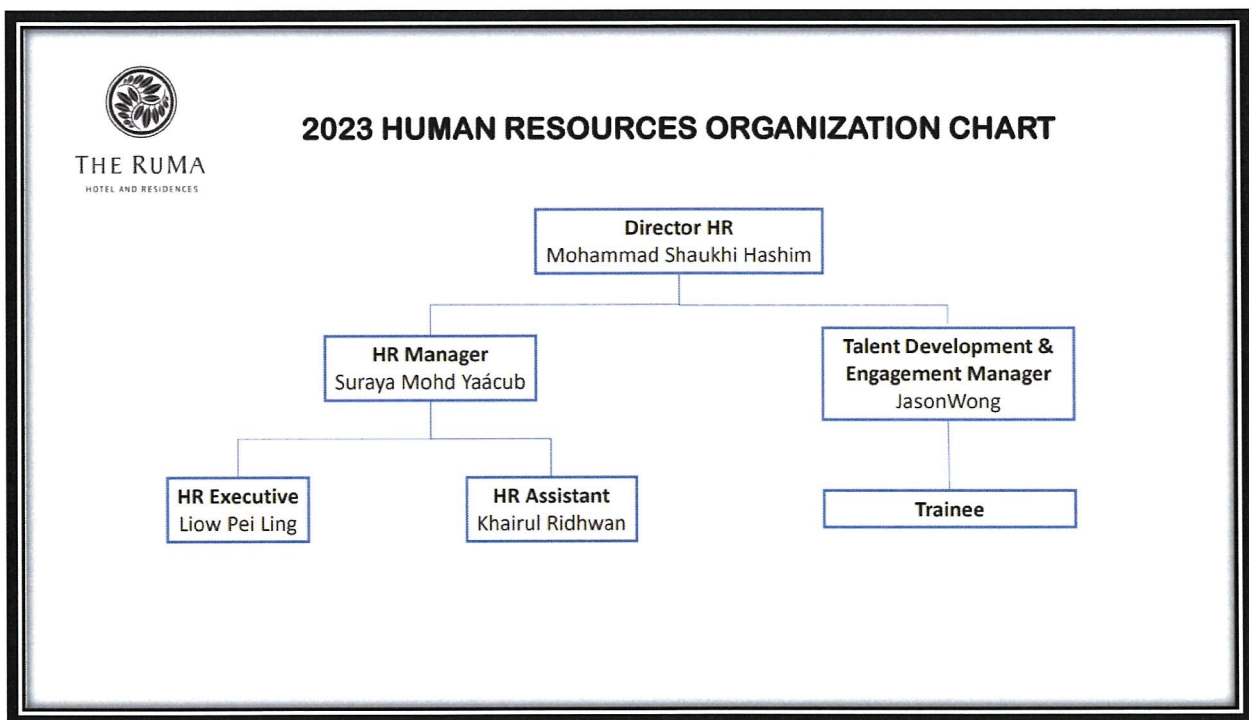 THE RUMA
HOTEL AND RESIDENCES
2023 HUMAN RESOURCES ORGANIZATION CHART
Director HR
Mohammad Shaukhi Hashim
HR Manager
Suraya Mohd Yaácub
Talent Development &
Engagement Manager
JasonWong
HR Executive
Liow Pei Ling
HR Assistant
Khairul Ridhwan
Trainee